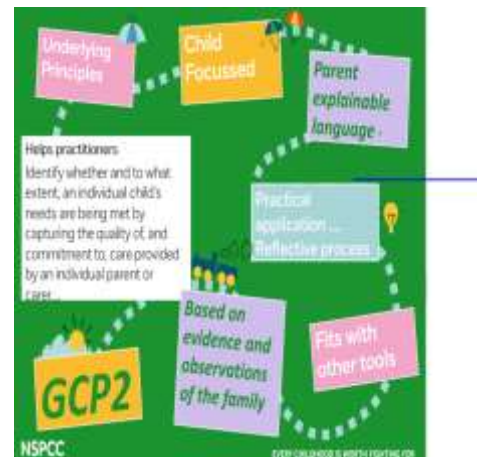 Underlying
Principles
Child
Focussed
Parent
explainable
language -
Helps practitioners
Identify whether and to what
extent, an individual child's
needs are being met by
capturing the quality of, and
commitment to, care provided
by an individual parent or
carer...
Practical
application ...
Reflective process
Based on
evidence and
observations
of the family
Fits with
other tools
GCP2
NSPCC
EVERY CHILDHOOD IS WORTH FIGHTING FOR